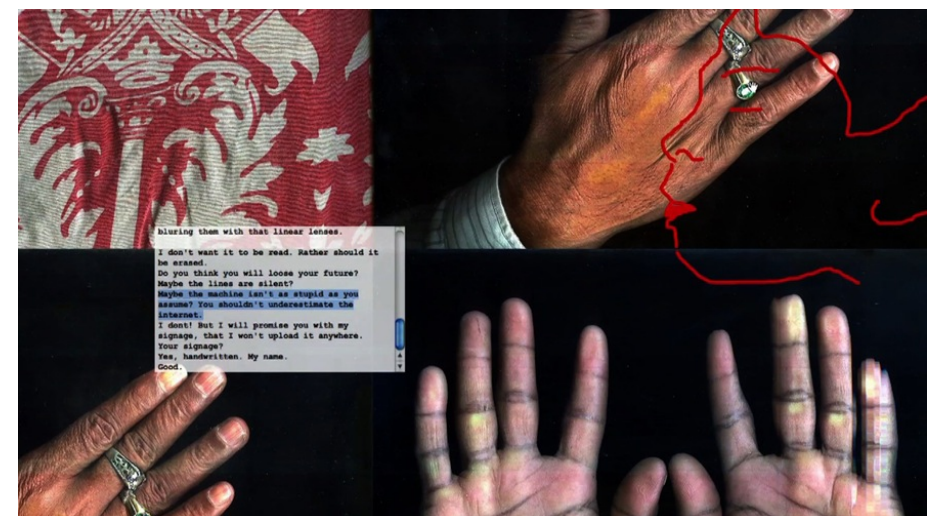 bluring them with that linear lenses.
I don't want it to be read. Rather should it
be erased.
Do you think you will loose your future?
Maybe the lines are silent?
Maybe the machine isn't as stupid as you
assume? You shouldn't underestimate the
internet.
I dont! But I will promise you with my
signage, that I won't upload it anywhere.
Your signage?
Yes, handwritten. My name.
Good.